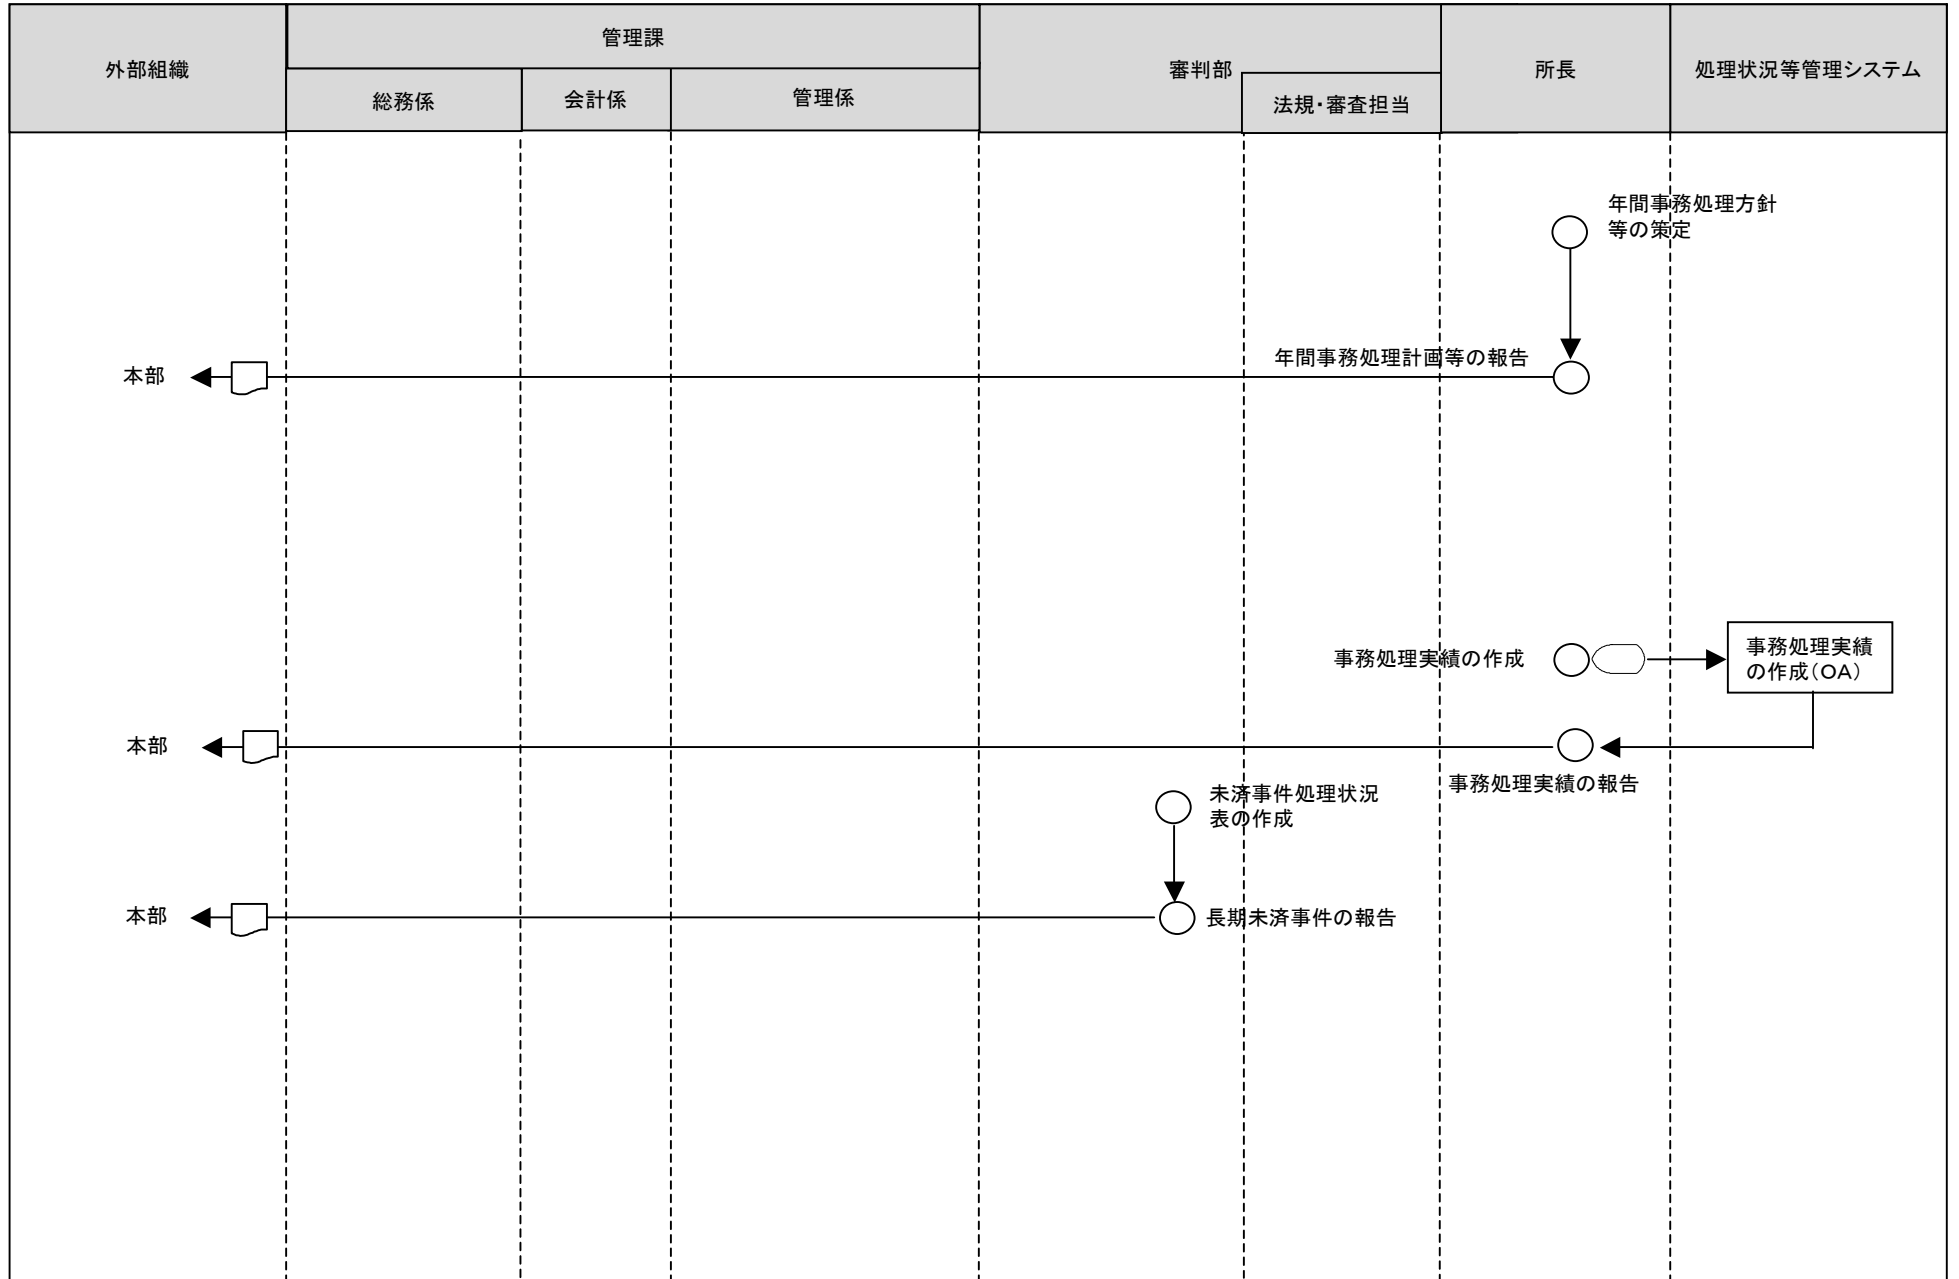 外部組織
管理課
総務係
会計係
管理係
審判部
法規・審査担当
所長
処理状況等管理システム
年間事務処理方針
等の策定
年間事務処理計画等の報告
本部
事務処理実績の作成
事務処理実績
の作成（OA）
本部
事務処理実績の報告
未済事件処理状況
表の作成
本部
長期未済事件の報告